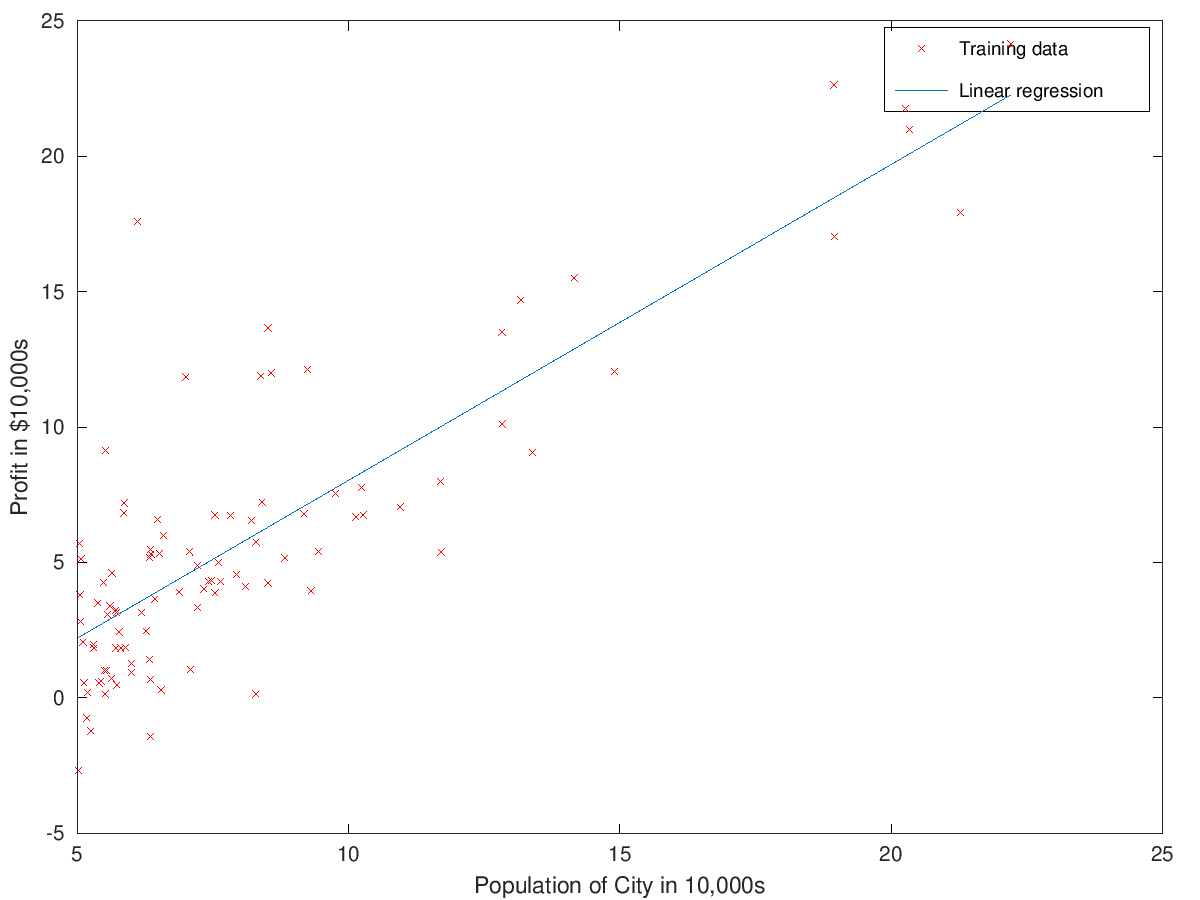 25
20
15
10
5
0
-5
5 10 15 20 25
Profit in $10,000s
Population of City in 10,000s
Training data
Linear regression